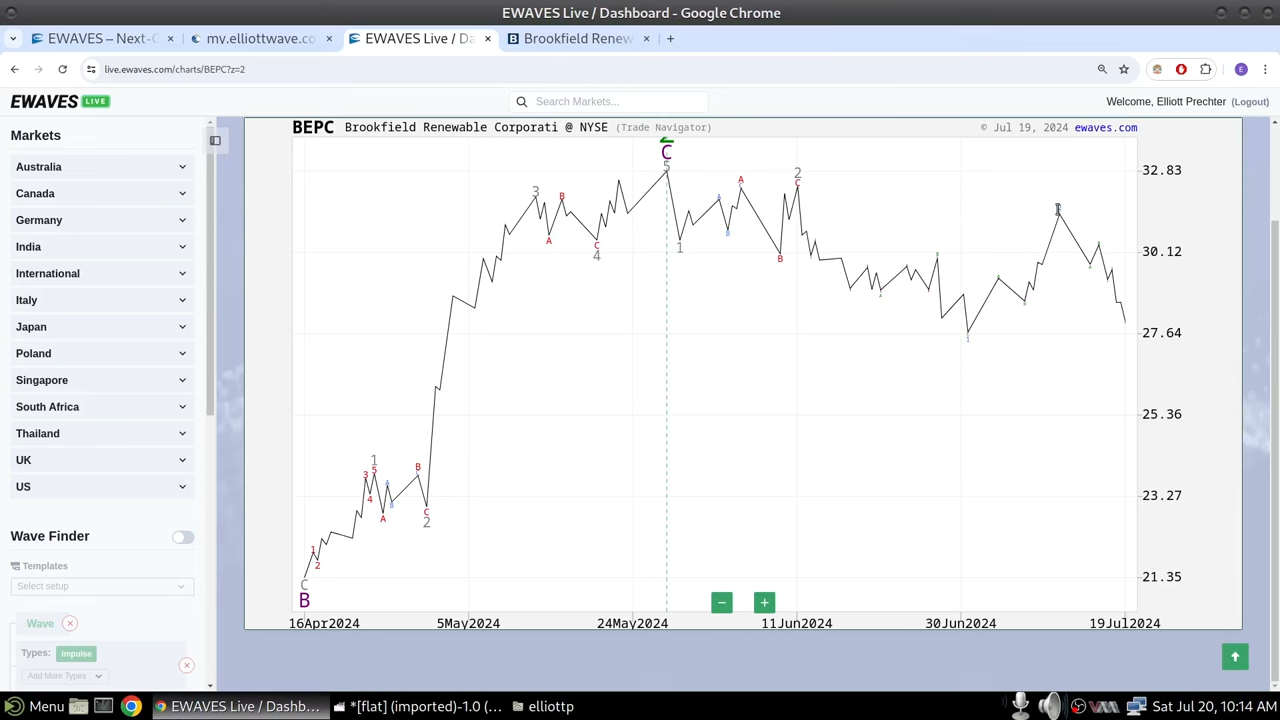 EWAVES Live / Dashboard - Google Chrome
EWAVES – Next-G
mv.elliottwave.co
EWAVES Live / Da
Brookfield Renew
live.ewaves.com/charts/BEPC?z=2
EWAVES LIVE
Search Markets...
Welcome, Elliott Prechter (Logout)
Markets
Australia
Canada
Germany
India
International
Italy
Japan
Poland
Singapore
South Africa
Thailand
UK
US
Wave Finder
Templates
Select setup
Wave
Types: impulse
Add More Types
BEPC Brookfield Renewable Corporati @ NYSE (Trade Navigator)
© Jul 19, 2024 ewaves.com
C
5
3
B
A
C
4
1
A
B
A
B
2
C
1
3 5
4
A
A
B
B
C
2
1
2
C
B
32.83
30.12
27.64
25.36
23.27
21.35
− +
16Apr2024 5May2024 24May2024 11Jun2024 30Jun2024 19Jul2024
Menu
EWAVES Live / Dashb...
*[flat] (imported)-1.0 (...
elliottp
Sat Jul 20, 10:14 AM